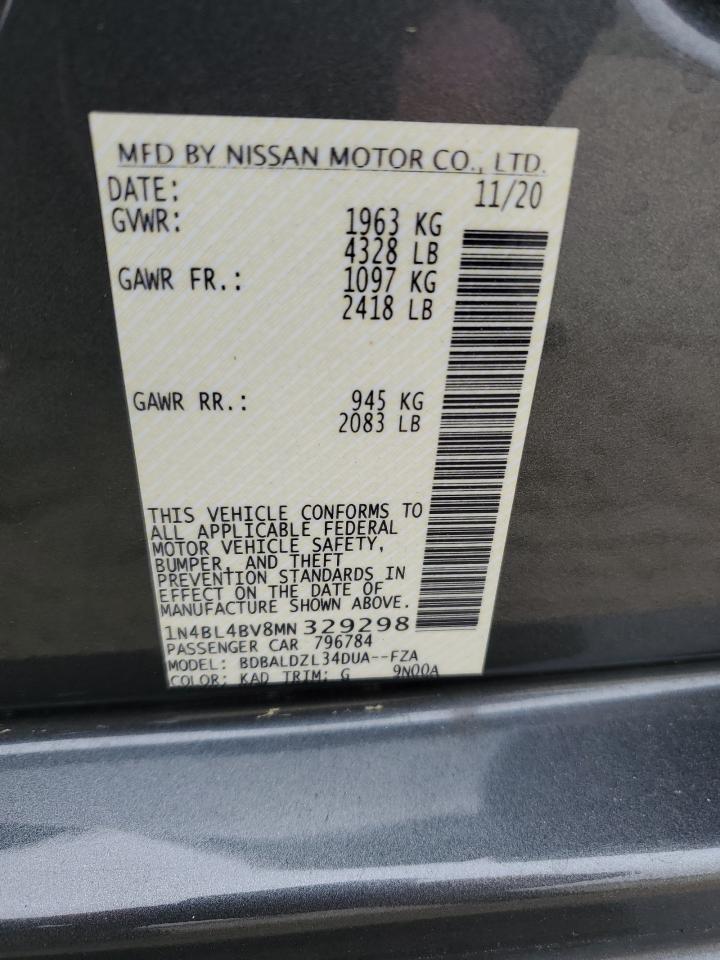 MFD BY NISSAN MOTOR CO., LTD.
DATE: 11/20
GVWR: 1963 KG
4328 LB
GAWR FR.: 1097 KG
2418 LB
GAWR RR.: 945 KG
2083 LB
THIS VEHICLE CONFORMS TO
ALL APPLICABLE FEDERAL
MOTOR VEHICLE SAFETY,
BUMPER, AND THEFT
PREVENTION STANDARDS IN
EFFECT ON THE DATE OF
MANUFACTURE SHOWN ABOVE.
1N4BL4BV8MN 329298
PASSENGER CAR 796784
MODEL: BDBALDZL34DUA--FZA
COLOR: KAD TRIM: G 9N00A